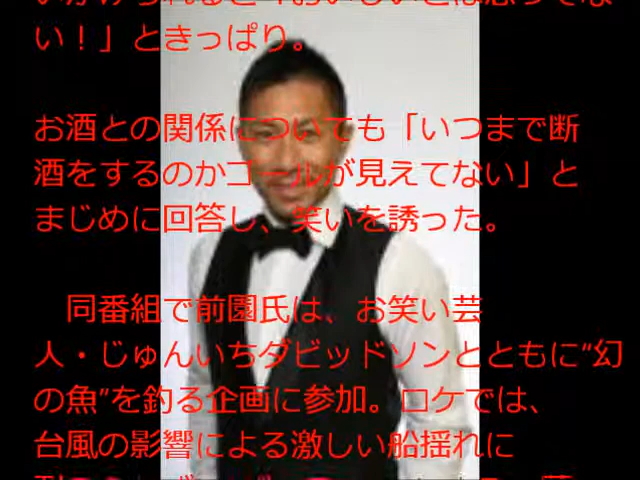 い！」ときっぱり。
お酒との関係についても「いつまで断
酒をするのかゴールが見えてない」と
まじめに回答し、笑いを誘った。
同番組で前園氏は、お笑い芸
人・じゅんいちダビッドソンとともに“幻
の魚”を釣る企画に参加。ロケでは、
台風の影響による激しい船揺れに